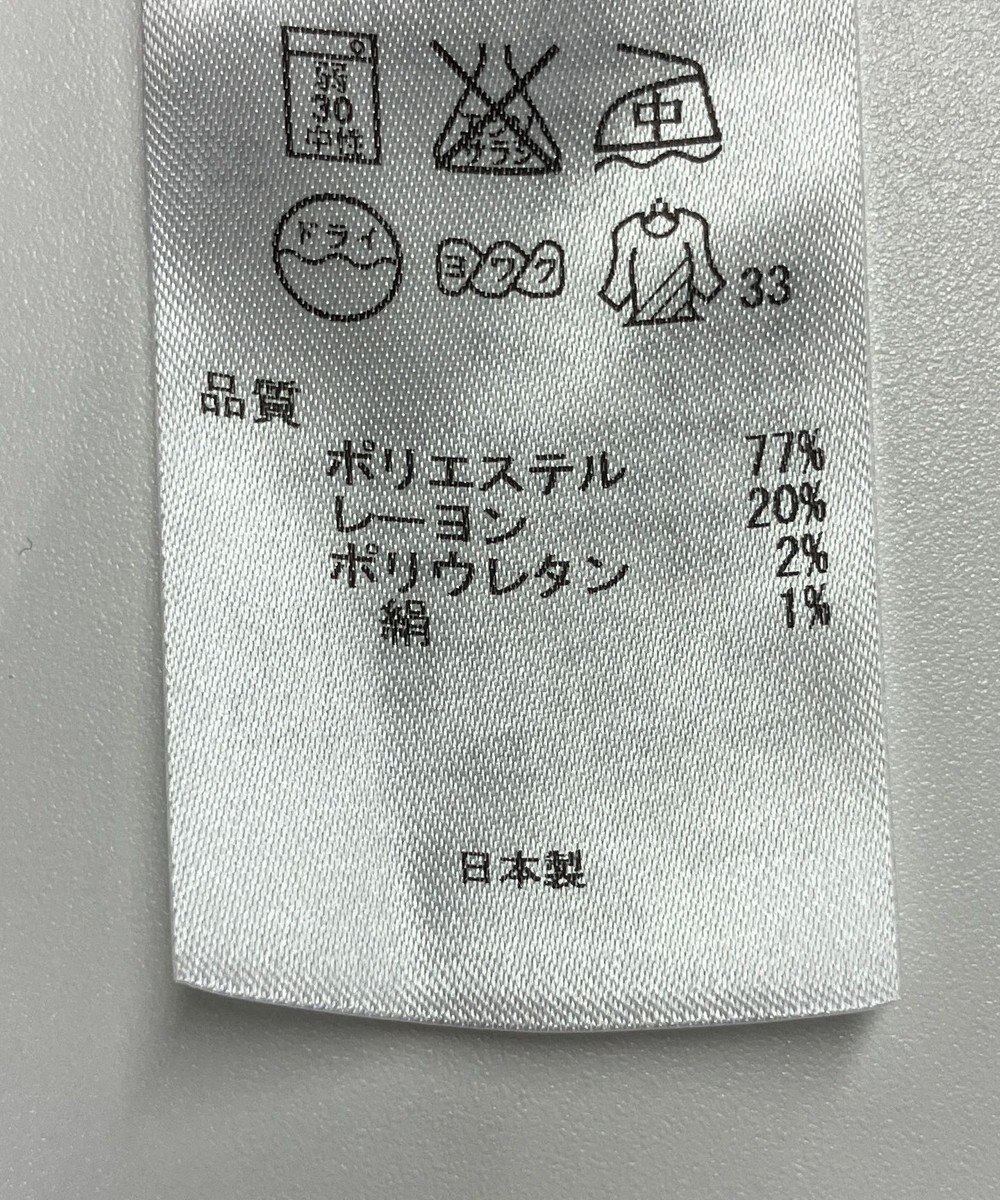 弱
30
中性
エンソ
サラシ
中
ドライ
ヨワク
33
品質
ポリエステル 77%
レーヨン 20%
ポリウレタン 2%
絹 1%
日本製